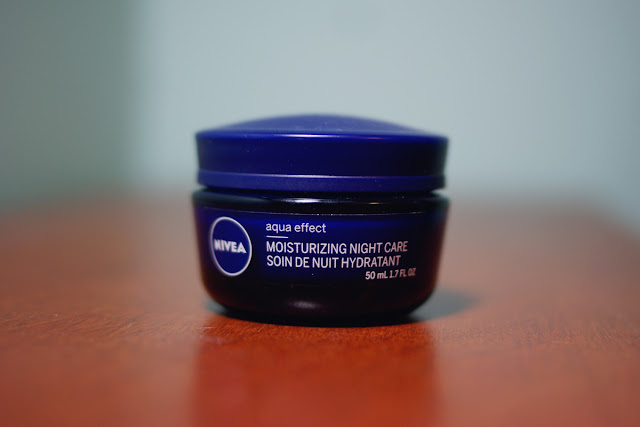 NIVEA
aqua effect
MOISTURIZING NIGHT CARE
SOIN DE NUIT HYDRATANT
50 mL 1.7 FL OZ